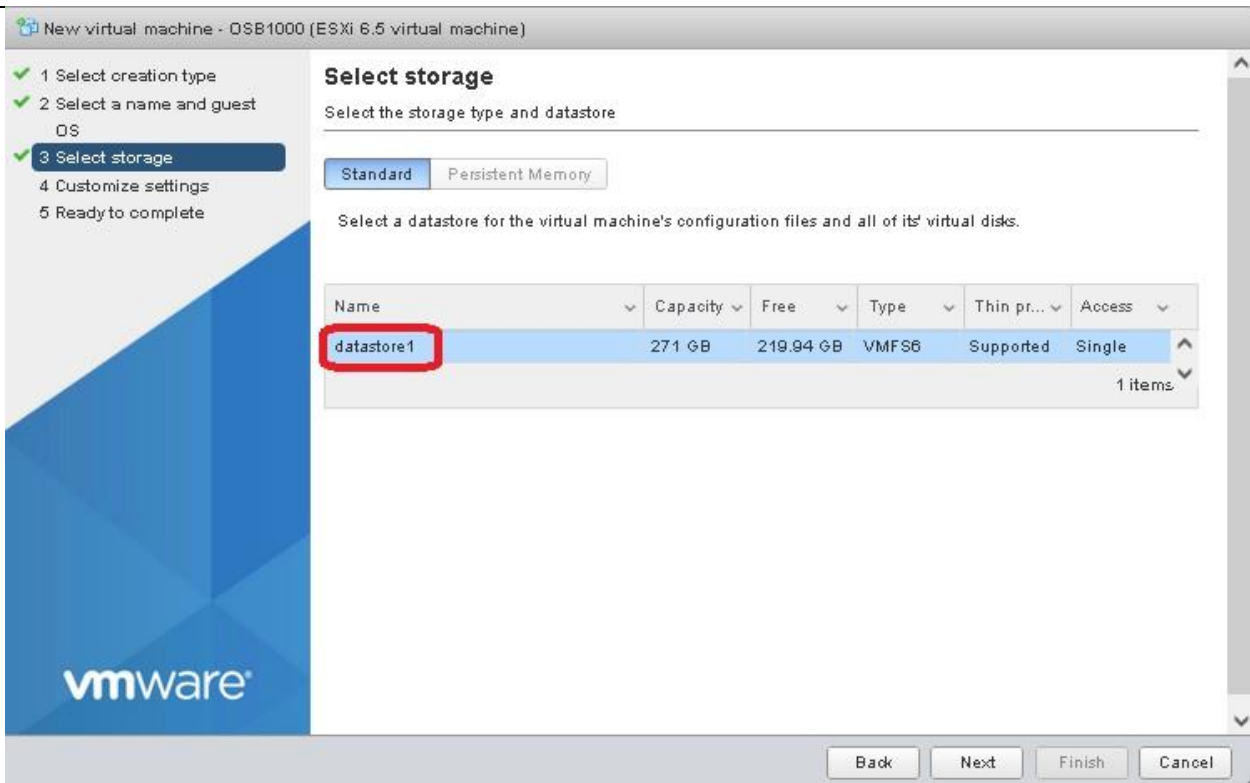 New virtual machine - OSB1000 (ESXi 6.5 virtual machine)
1 Select creation type
2 Select a name and guest
OS
3 Select storage
4 Customize settings
5 Ready to complete
vmware
Select storage
Select the storage type and datastore
Standard Persistent Memory
Select a datastore for the virtual machine's configuration files and all of its' virtual disks.
Name Capacity Free Type Thin pr... Access
datastore1 271 GB 219.94 GB VMFS6 Supported Single
1 items
Back Next Finish Cancel